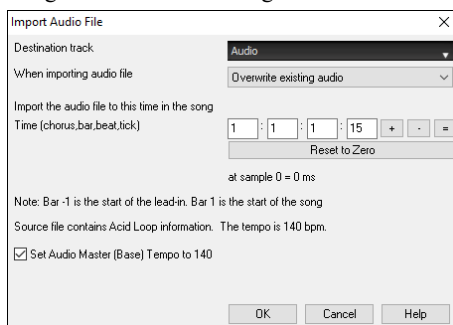 Import Audio File
Destination track Audio
When importing audio file Overwrite existing audio
Import the audio file to this time in the song
Time (chorus,bar,beat,tick) 1 : 1 : 1 : 15 + - =
Reset to Zero
at sample 0 = 0 ms
Note: Bar -1 is the start of the lead-in. Bar 1 is the start of the song
Source file contains Acid Loop information. The tempo is 140 bpm.
Set Audio Master (Base) Tempo to 140
OK Cancel Help